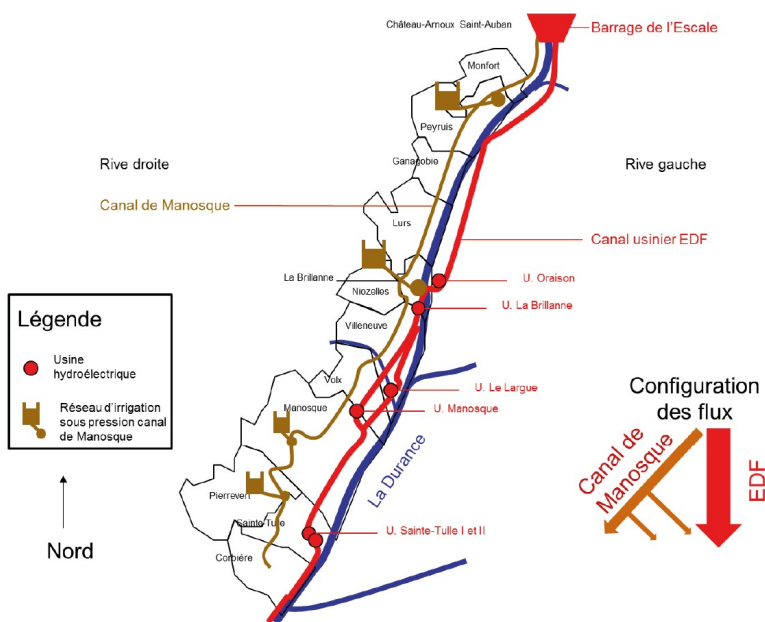 Château-Arnoux Saint-Auban
Barrage de l'Escale
Monfort
Peyruis
Rive droite
Ganagobie
Rive gauche
Canal de Manosque
Lurs
Canal usinier EDF
La Brillanne
U. Oraison
Niozelles
U. La Brillanne
Villeneuve
Légende
Usine
hydroélectrique
Réseau d'irrigation
sous pression canal
de Manosque
Volx
U. Le Largue
Manosque
U. Manosque
Configuration
des flux
Canal de
Manosque
EDF
La Durance
Pierrevert
Sainte-Tulle
U. Sainte-Tulle I et II
Corbière
Nord